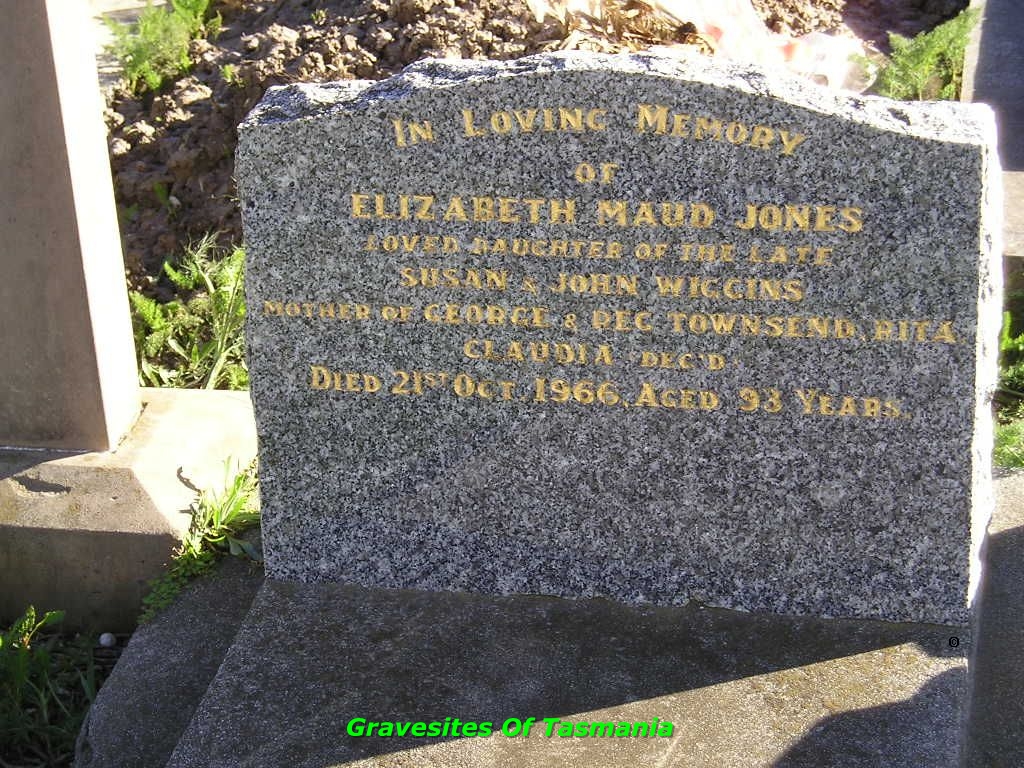 In Loving Memory
OF
ELIZABETH MAUD JONES
LOVED DAUGHTER OF THE LATE
SUSAN & JOHN WIGGINS
MOTHER OF GEORGE & REG TOWNSEND, RITA,
CLAUDIA (DEC'D)
DIED 21ST OCT. 1966, AGED 93 YEARS.
Gravesites Of Tasmania